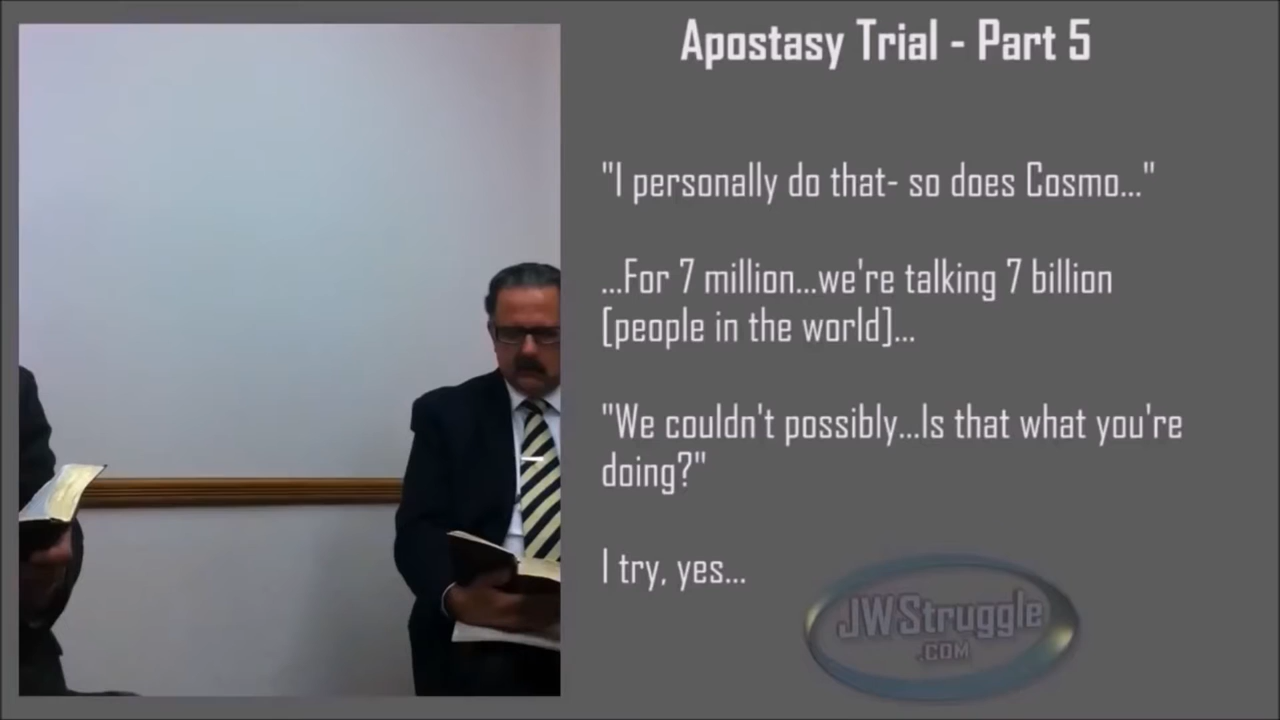 Apostasy Trial - Part 5
"I personally do that- so does Cosmo..."
...For 7 million...we're talking 7 billion
[people in the world]...
"We couldn't possibly...Is that what you're
doing?"
I try, yes...
JWStruggle
.COM